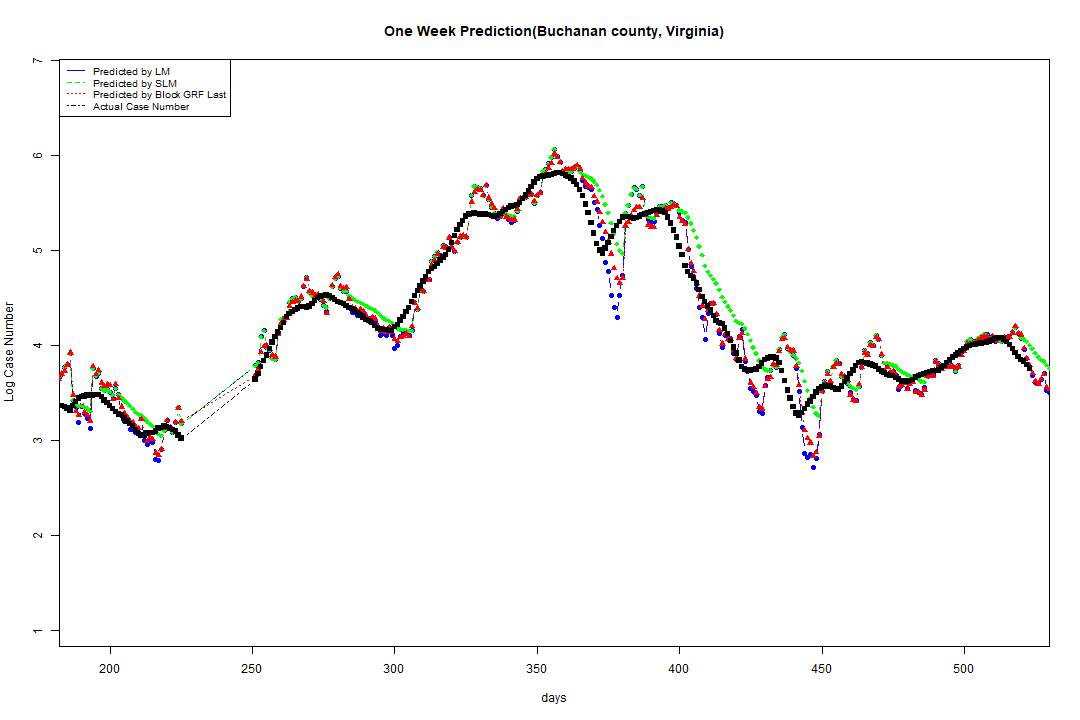 One Week Prediction(Buchanan county, Virginia)
Predicted by LM
Predicted by SLM
Predicted by Block GRF Last
Actual Case Number
Log Case Number
7
6
5
4
3
2
1
200 250 300 350 400 450 500
days